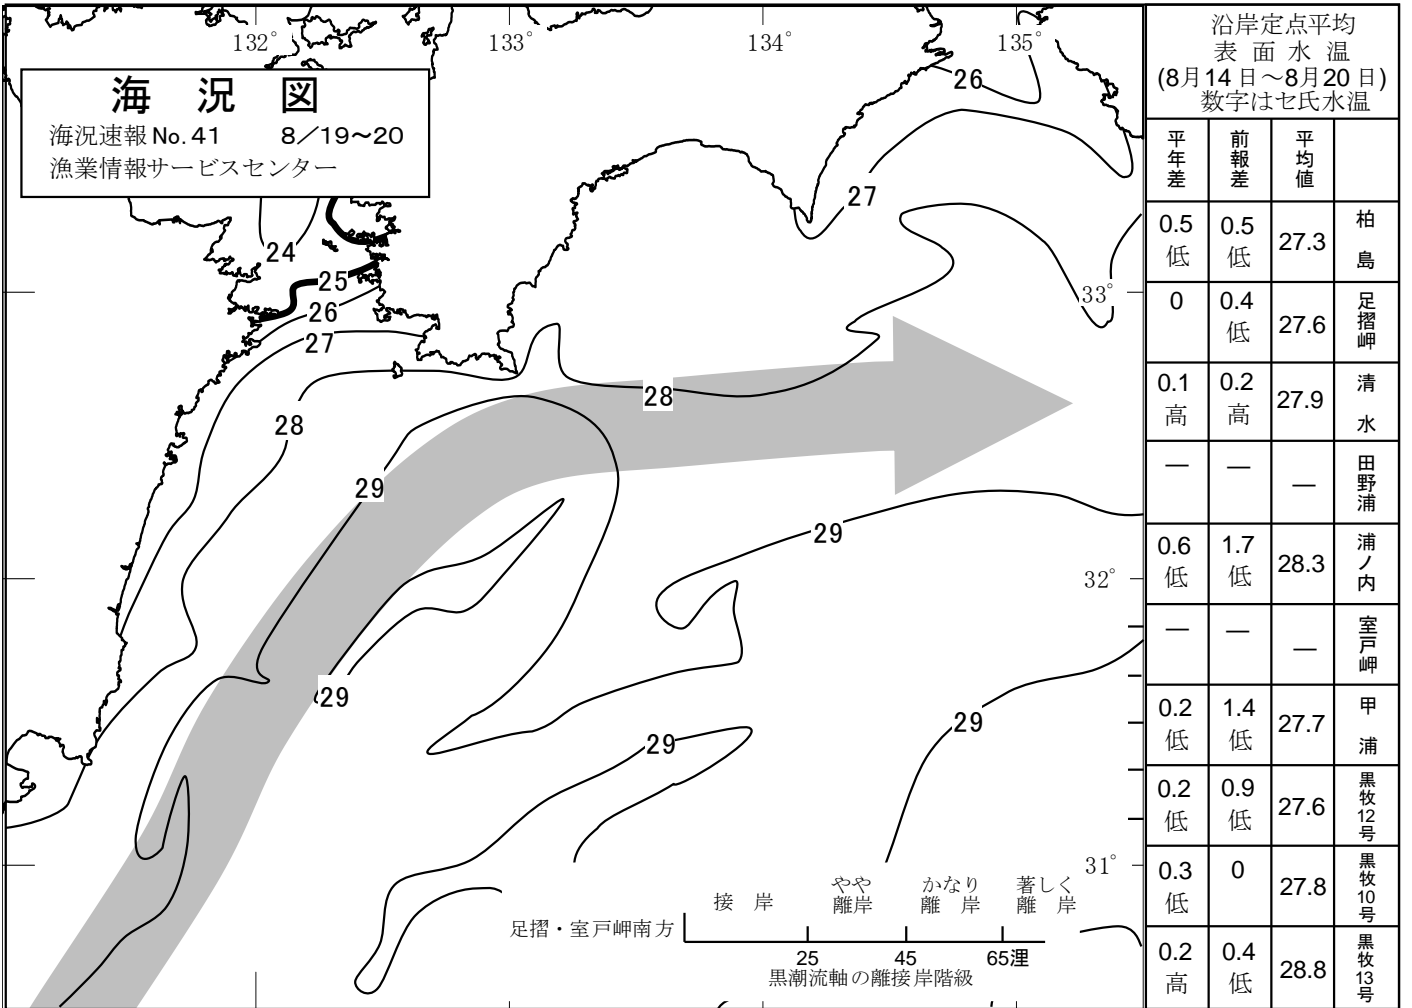 132°
133°
134°
135°
海 況 図
海況速報 No.41 8/19~20
漁業情報サービスセンター
26
27
24
25
26
27
33°
28
28
29
29
32°
29
29
29
31°
接 岸
やや
離岸
かなり
離 岸
著しく
離 岸
足摺・室戸岬南方
25
45
65浬
黒潮流軸の離接岸階級
沿岸定点平均
表 面 水 温
(8月14日~8月20日)
数字はセ氏水温
平年差 前報差 平均値
0.5低 0.5低 27.3 柏島
0 0.4低 27.6 足摺岬
0.1高 0.2高 27.9 清水
— — — 田野浦
0.6低 1.7低 28.3 浦ノ内
— — — 室戸岬
0.2低 1.4低 27.7 甲浦
0.2低 0.9低 27.6 黒牧12号
0.3低 0 27.8 黒牧10号
0.2高 0.4低 28.8 黒牧13号